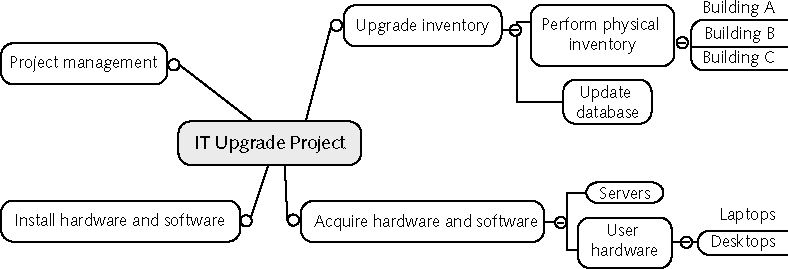 Project management
Upgrade inventory
Perform physical
inventory
Building A
Building B
Building C
Update
database
IT Upgrade Project
Install hardware and software
Acquire hardware and software
Servers
User
hardware
Laptops
Desktops